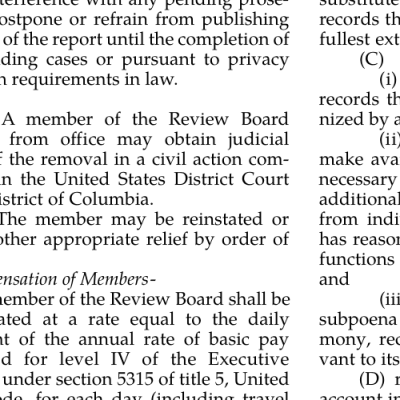 terference with any pending prose-
ostpone or refrain from publishing
of the report until the completion of
ding cases or pursuant to privacy
n requirements in law.
A member of the Review Board
from office may obtain judicial
f the removal in a civil action com-
n the United States District Court
istrict of Columbia.
The member may be reinstated or
other appropriate relief by order of
ensation of Members-
member of the Review Board shall be
ated at a rate equal to the daily
nt of the annual rate of basic pay
d for level IV of the Executive
under section 5315 of title 5, United
ode, for each day (including travel
substitute
records th
fullest ext
(C)
(i)
records th
nized by a
(ii)
make avai
necessary
additional
from indi
has reason
functions
and
(iii
subpoena
mony, rec
vant to its
(D) r
account in